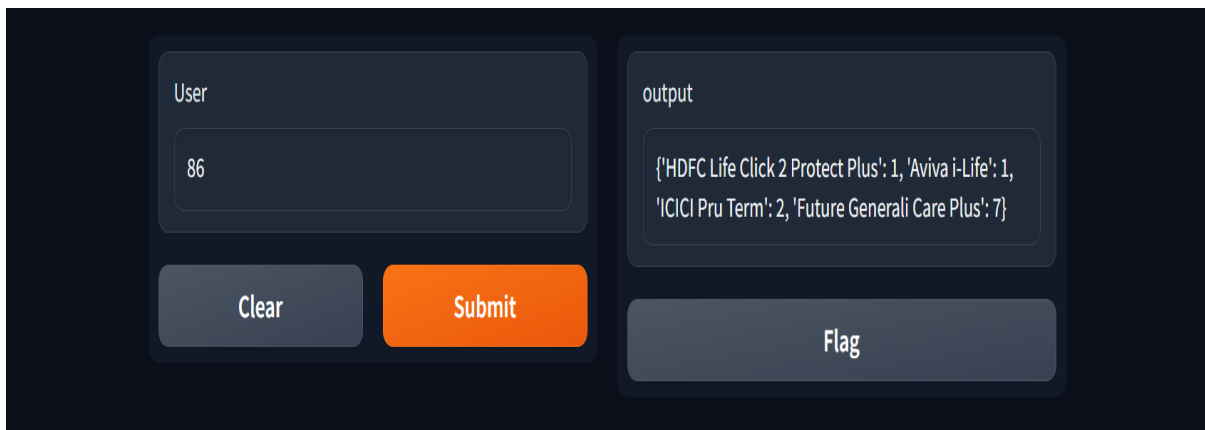 User
86
Clear
Submit
output
{'HDFC Life Click 2 Protect Plus': 1, 'Aviva i-Life': 1,
'ICICI Pru Term': 2, 'Future Generali Care Plus': 7}
Flag